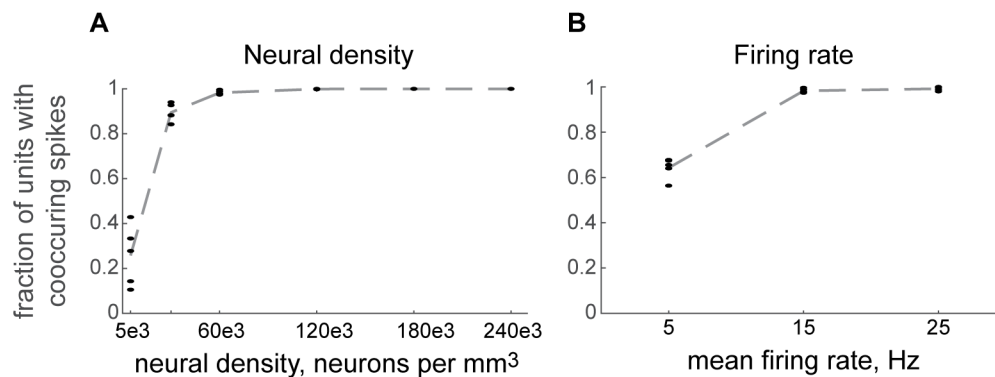 A
Neural density
fraction of units with
cooccuring spikes
1
0.8
0.6
0.4
0.2
0
5e3
60e3
120e3
180e3
240e3
neural density, neurons per mm³
B
Firing rate
1
0.8
0.6
0.4
0.2
0
5
15
25
mean firing rate, Hz